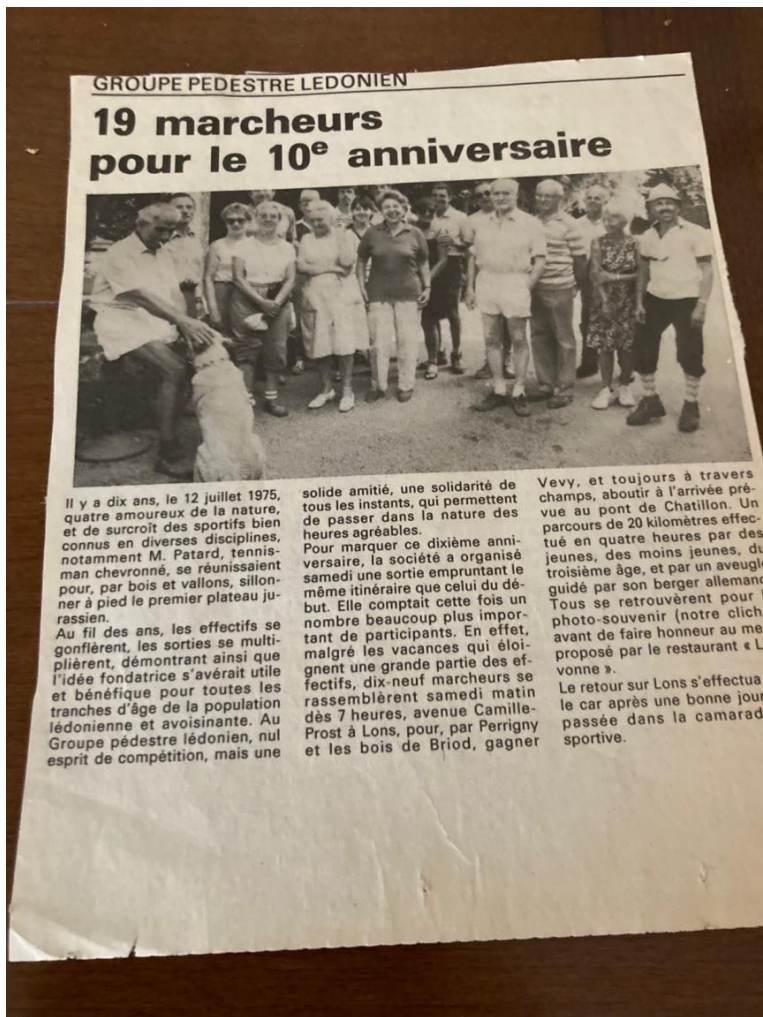 GROUPE PEDESTRE LEDONIEN
19 marcheurs
pour le 10e anniversaire
Il y a dix ans, le 12 juillet 1975,
quatre amoureux de la nature,
et de surcroît des sportifs bien
connus en diverses disciplines,
notamment M. Patard, tennis-
man chevronné, se réunissaient
pour, par bois et vallons, sillon-
ner à pied le premier plateau ju-
rassien.
Au fil des ans, les effectifs se
gonflèrent, les sorties se multi-
plièrent, démontrant ainsi que
l'idée fondatrice s'avérait utile
et bénéfique pour toutes les
tranches d'âge de la population
lédonienne et avoisinante. Au
Groupe pédestre lédonien, nul
esprit de compétition, mais une
solide amitié, une solidarité de
tous les instants, qui permettent
de passer dans la nature des
heures agréables.
Pour marquer ce dixième anni-
versaire, la société a organisé
samedi une sortie empruntant le
même itinéraire que celui du dé-
but. Elle comptait cette fois un
nombre beaucoup plus impor-
tant de participants. En effet,
malgré les vacances qui éloi-
gnent une grande partie des ef-
fectifs, dix-neuf marcheurs se
rassemblèrent samedi matin
dès 7 heures, avenue Camille-
Prost à Lons, pour, par Perrigny
et les bois de Briod, gagner
Vevy, et toujours à travers
champs, aboutir à l'arrivée pré-
vue au pont de Chatillon. Un
parcours de 20 kilomètres effec-
tué en quatre heures par des
jeunes, des moins jeunes, du
troisième âge, et par un aveugle
guidé par son berger allemand
Tous se retrouvèrent pour
photo-souvenir (notre clich
avant de faire honneur au me
proposé par le restaurant « L
vonne ».
Le retour sur Lons s'effectua
le car après une bonne jour
passée dans la camarad
sportive.